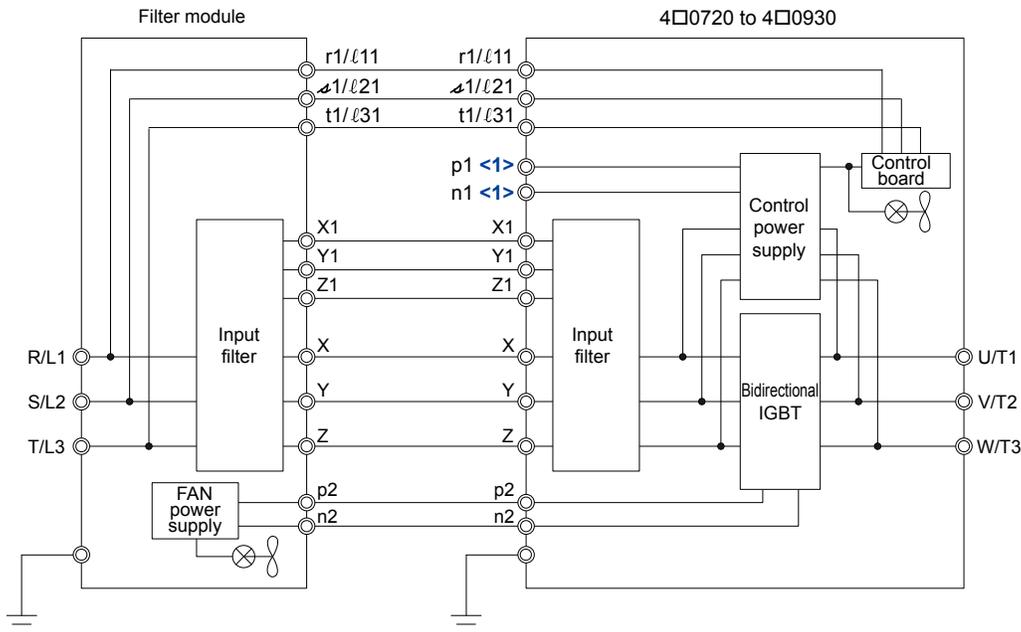 Filter module
4□0720 to 4□0930
r1/ℓ11
r1/ℓ11
𝓈1/ℓ21
𝓈1/ℓ21
t1/ℓ31
t1/ℓ31
p1 <1>
n1 <1>
Control
board
Control
power
supply
X1
X1
Y1
Y1
Z1
Z1
Input
filter
Input
filter
R/L1
X
X
U/T1
Bidirectional
IGBT
S/L2
Y
Y
V/T2
T/L3
Z
Z
W/T3
FAN
power
supply
p2
p2
n2
n2